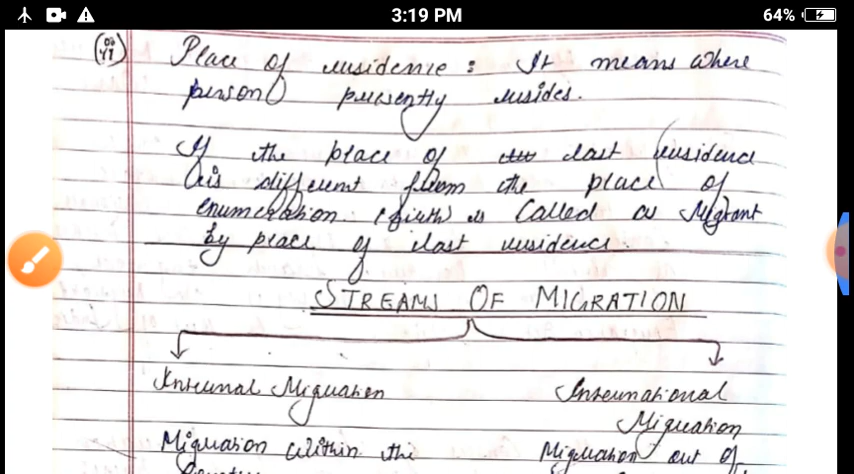 3:19 PM
64%
Place of residence : It means where
person presently resides.
If the place of last residence
is different from the place of
enumeration (birth) is called as Migrant
by place of last residence.
STREAMS OF MIGRATION
Internal Migration
International
Migration
Migration within the
Migration out of